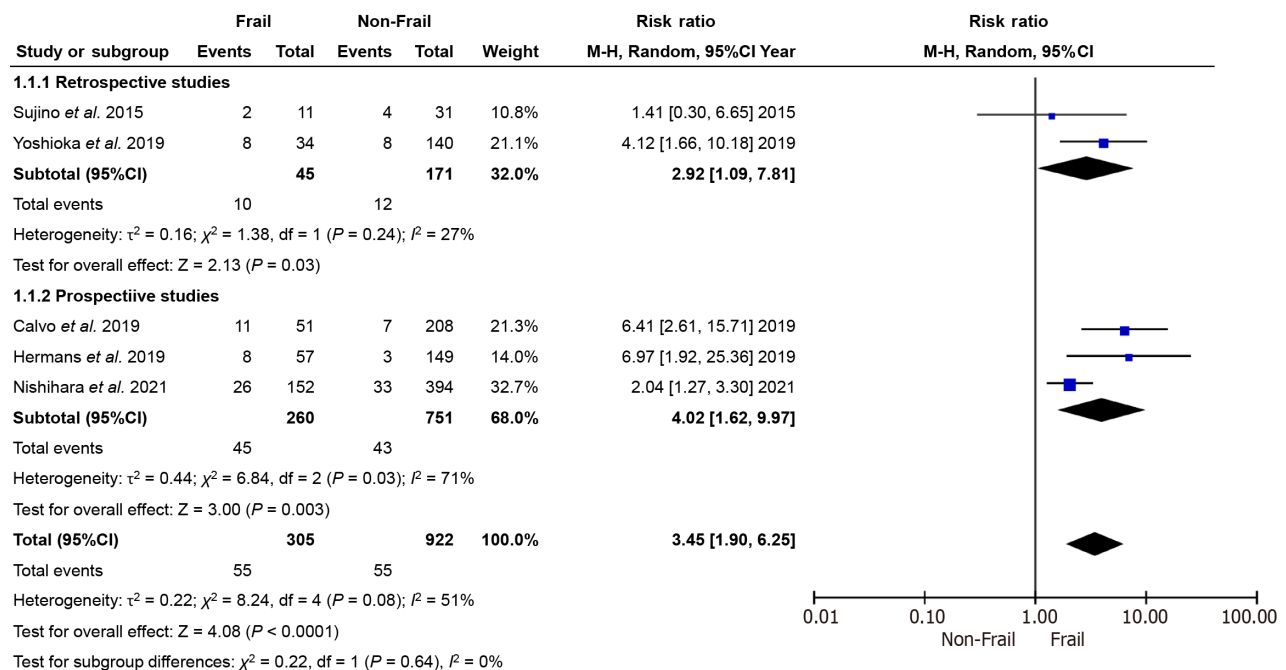 Frail Non-Frail Risk ratio Risk ratio
Study or subgroup Events Total Events Total Weight M-H, Random, 95%CI Year M-H, Random, 95%CI
1.1.1 Retrospective studies
Sujino et al. 2015 2 11 4 31 10.8% 1.41 [0.30, 6.65] 2015
Yoshioka et al. 2019 8 34 8 140 21.1% 4.12 [1.66, 10.18] 2019
Subtotal (95%CI) 45 171 32.0% 2.92 [1.09, 7.81]
Total events 10 12
Heterogeneity: τ² = 0.16; χ² = 1.38, df = 1 (P = 0.24); I² = 27%
Test for overall effect: Z = 2.13 (P = 0.03)
1.1.2 Prospectiive studies
Calvo et al. 2019 11 51 7 208 21.3% 6.41 [2.61, 15.71] 2019
Hermans et al. 2019 8 57 3 149 14.0% 6.97 [1.92, 25.36] 2019
Nishihara et al. 2021 26 152 33 394 32.7% 2.04 [1.27, 3.30] 2021
Subtotal (95%CI) 260 751 68.0% 4.02 [1.62, 9.97]
Total events 45 43
Heterogeneity: τ² = 0.44; χ² = 6.84, df = 2 (P = 0.03); I² = 71%
Test for overall effect: Z = 3.00 (P = 0.003)
Total (95%CI) 305 922 100.0% 3.45 [1.90, 6.25]
Total events 55 55
Heterogeneity: τ² = 0.22; χ² = 8.24, df = 4 (P = 0.08); I² = 51%
Test for overall effect: Z = 4.08 (P < 0.0001)
Test for subgroup differences: χ² = 0.22, df = 1 (P = 0.64), I² = 0%
0.01 0.10 1.00 10.00 100.00
Non-Frail Frail